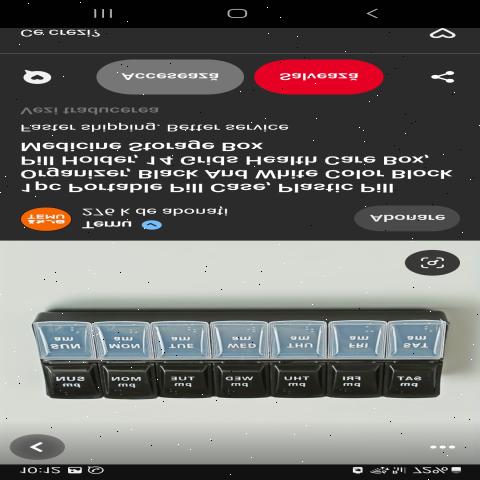 10:12 72%
pm pm pm pm pm pm pm
SUN MON TUE WED THU FRI SAT
SUN MON TUE WED THU FRI SAT
am am am am am am am
TEMU
Temu
276 k de abonați
Abonare
1pc Portable Pill Case, Plastic Pill
Organizer, Black And White Color Block
Pill Holder, 14 Grids Health Care Box,
Medicine Storage Box
Faster shipping. Better service
Vezi traducerea
Accesează
Salvează
Ce crezi?